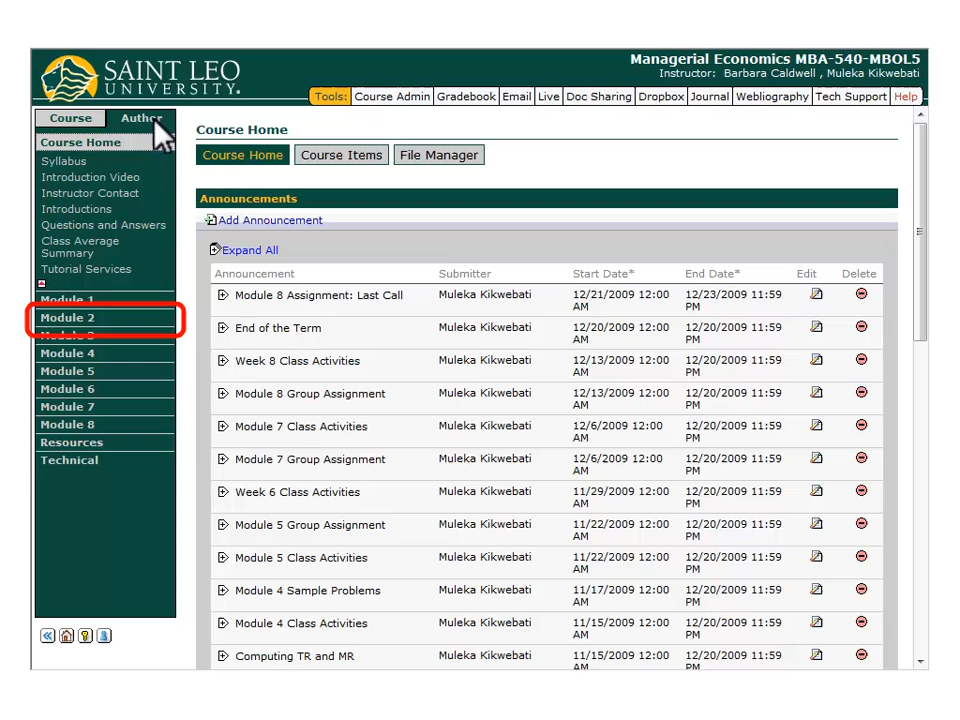 SAINT LEO
UNIVERSITY.
Managerial Economics MBA-540-MBOL5
Instructor: Barbara Caldwell , Muleka Kikwebati
Tools: Course Admin Gradebook Email Live Doc Sharing Dropbox Journal Webliography Tech Support Help
Course Author
Course Home
Syllabus
Introduction Video
Instructor Contact
Introductions
Questions and Answers
Class Average
Summary
Tutorial Services
Module 1
Module 2
Module 3
Module 4
Module 5
Module 6
Module 7
Module 8
Resources
Technical
Course Home
Course Home Course Items File Manager
Announcements
Add Announcement
Expand All
Announcement Submitter Start Date* End Date* Edit Delete
Module 8 Assignment: Last Call Muleka Kikwebati 12/21/2009 12:00 12/23/2009 11:59
AM PM
End of the Term Muleka Kikwebati 12/20/2009 12:00 12/20/2009 11:59
AM PM
Week 8 Class Activities Muleka Kikwebati 12/13/2009 12:00 12/20/2009 11:59
AM PM
Module 8 Group Assignment Muleka Kikwebati 12/13/2009 12:00 12/20/2009 11:59
AM PM
Module 7 Class Activities Muleka Kikwebati 12/6/2009 12:00 12/20/2009 11:59
AM PM
Module 7 Group Assignment Muleka Kikwebati 12/6/2009 12:00 12/20/2009 11:59
AM PM
Week 6 Class Activities Muleka Kikwebati 11/29/2009 12:00 12/20/2009 11:59
AM PM
Module 5 Group Assignment Muleka Kikwebati 11/22/2009 12:00 12/20/2009 11:59
AM PM
Module 5 Class Activities Muleka Kikwebati 11/22/2009 12:00 12/20/2009 11:59
AM PM
Module 4 Sample Problems Muleka Kikwebati 11/17/2009 12:00 12/20/2009 11:59
AM PM
Module 4 Class Activities Muleka Kikwebati 11/15/2009 12:00 12/20/2009 11:59
AM PM
Computing TR and MR Muleka Kikwebati 11/15/2009 12:00 12/20/2009 11:59
AM PM